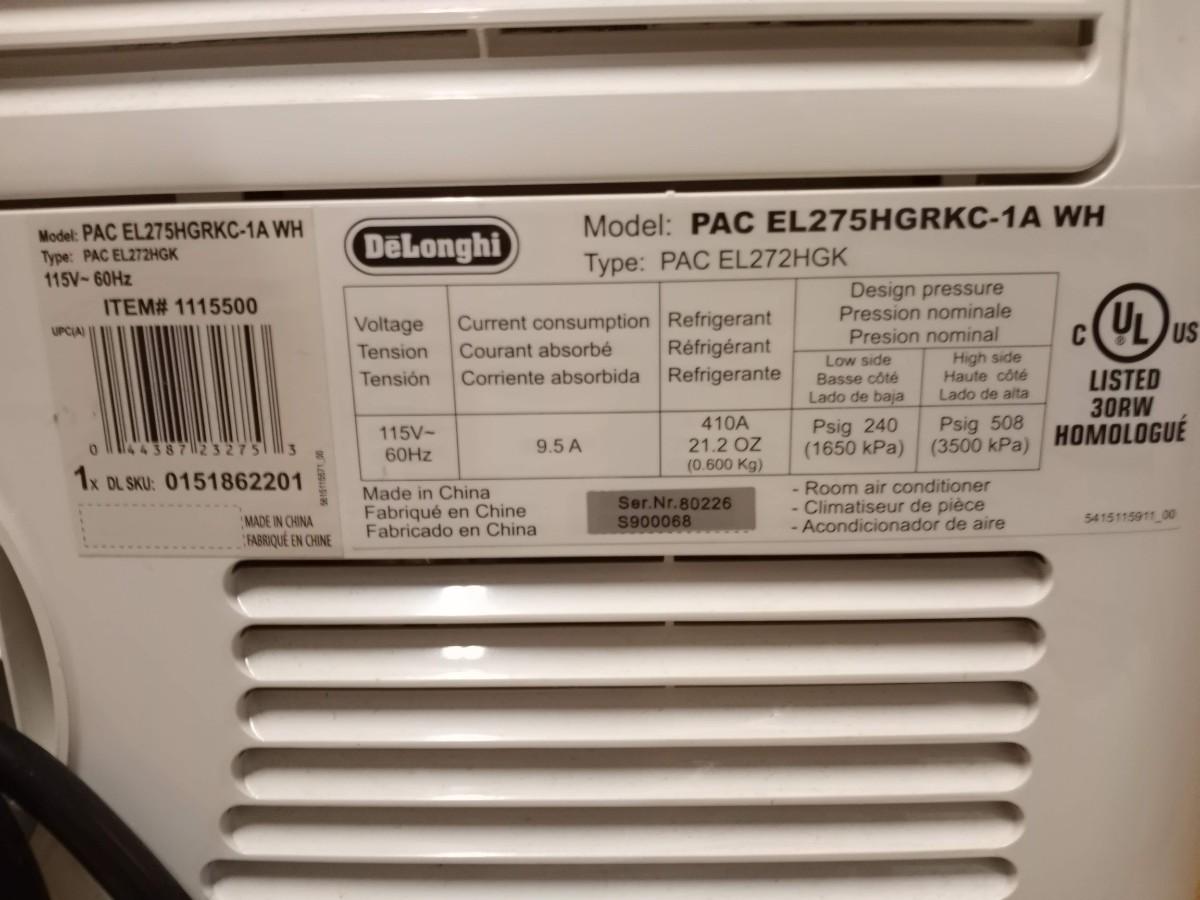 Model: PAC EL275HGRKC-1A WH
Type: PAC EL272HGK
115V~ 60Hz
ITEM# 1115500
UPC(A)
0 44387 23275 3
1x DL SKU: 0151862201
MADE IN CHINA
FABRIQUÉ EN CHINE
DēLonghi
Model: PAC EL275HGRKC-1A WH
Type: PAC EL272HGK
Voltage
Tension
Tensión
Current consumption
Courant absorbé
Corriente absorbida
Refrigerant
Réfrigérant
Refrigerante
Design pressure
Pression nominale
Presion nominal
Low side
Basse côté
Lado de baja
High side
Haute côté
Lado de alta
115V~
60Hz
9.5 A
410A
21.2 OZ
(0.600 Kg)
Psig 240
(1650 kPa)
Psig 508
(3500 kPa)
Made in China
Fabriqué en Chine
Fabricado en China
Ser.Nr.80226
S900068
- Room air conditioner
- Climatiseur de pièce
- Acondicionador de aire
5415115911_00
C UL ® US
LISTED
30RW
HOMOLOGUÉ